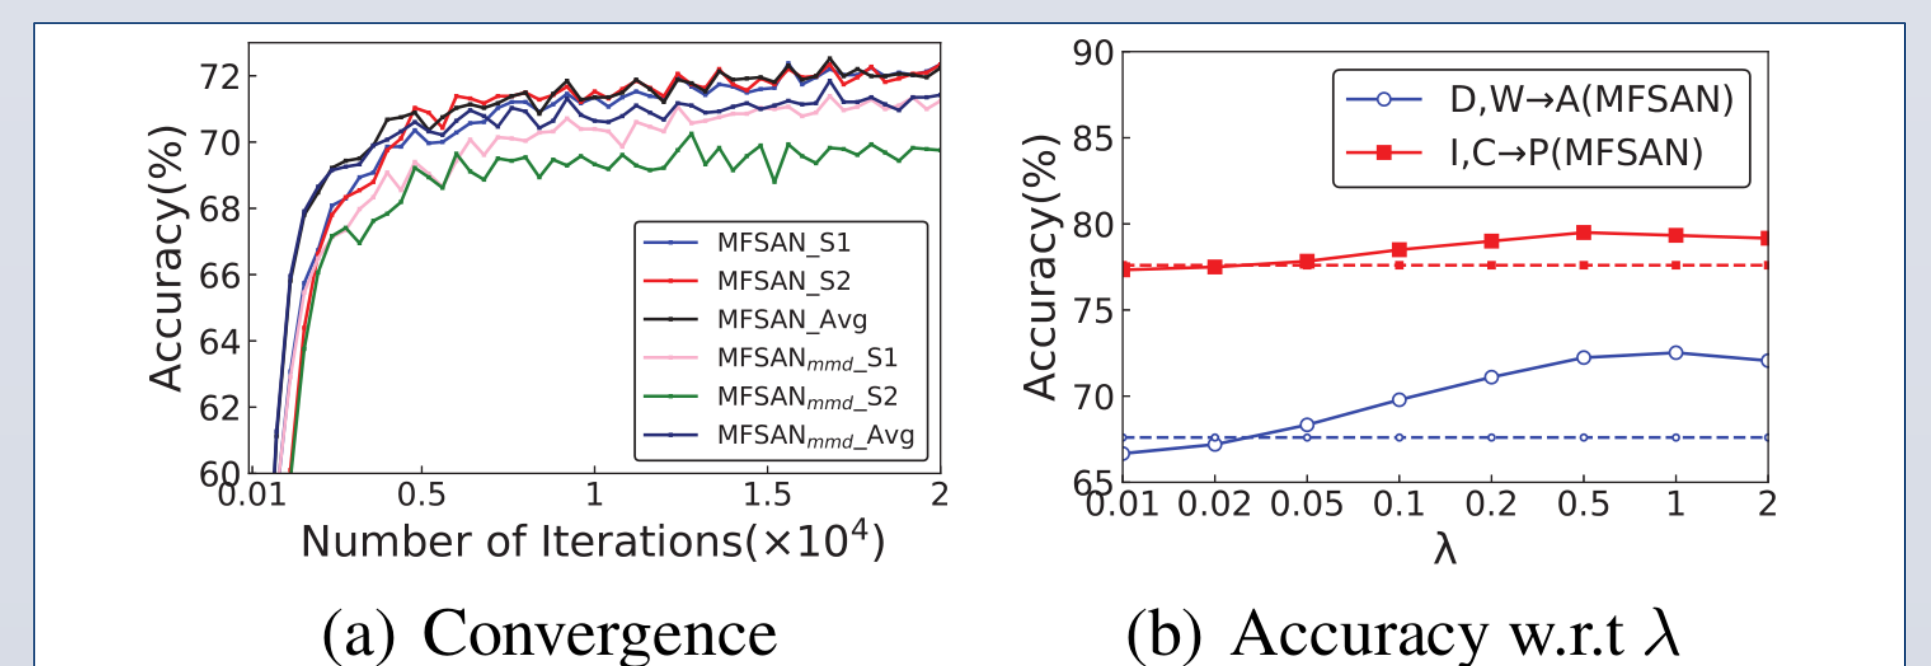 72
70
68
66
64
62
60
Accuracy(%)
MFSAN_S1
MFSAN_S2
MFSAN_Avg
MFSANmmd_S1
MFSANmmd_S2
MFSANmmd_Avg
0.01 0.5 1 1.5 2
Number of Iterations(×10⁴)
(a) Convergence
90
85
80
75
70
65
Accuracy(%)
D,W→A(MFSAN)
I,C→P(MFSAN)
0.01 0.02 0.05 0.1 0.2 0.5 1 2
λ
(b) Accuracy w.r.t λ